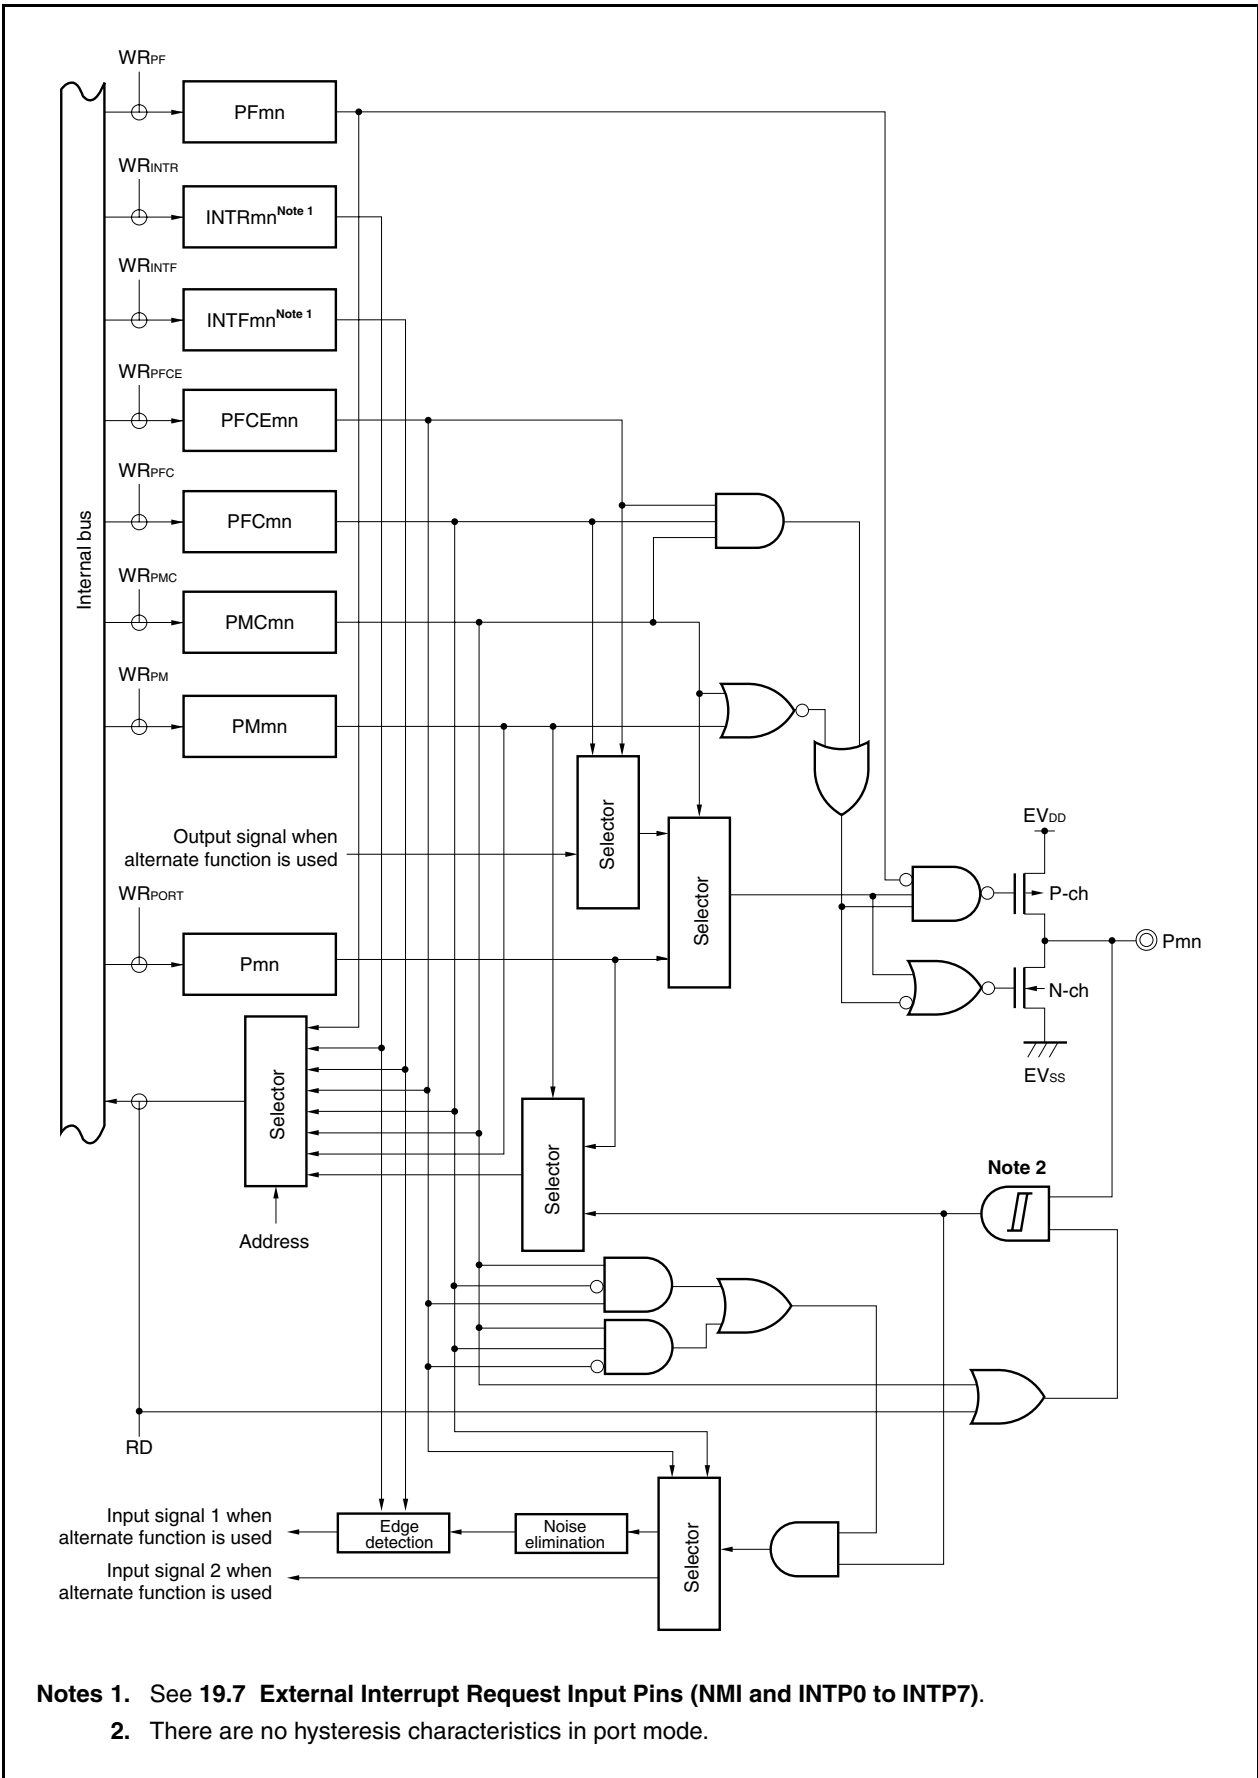 WRPF
PFmn
WRINTR
INTRmn Note 1
WRINTF
INTFmn Note 1
WRPFCE
PFCEmn
WRPFC
PFCmn
Internal bus
WRPMC
PMCmn
WRPM
PMmn
Output signal when
alternate function is used
Selector
Selector
EVDD
P-ch
WRPORT
Pmn
Pmn
N-ch
EVSS
Selector
Address
Selector
Note 2
RD
Input signal 1 when
alternate function is used
Edge
detection
Noise
elimination
Selector
Input signal 2 when
alternate function is used
Notes 1. See 19.7 External Interrupt Request Input Pins (NMI and INTP0 to INTP7).
2. There are no hysteresis characteristics in port mode.